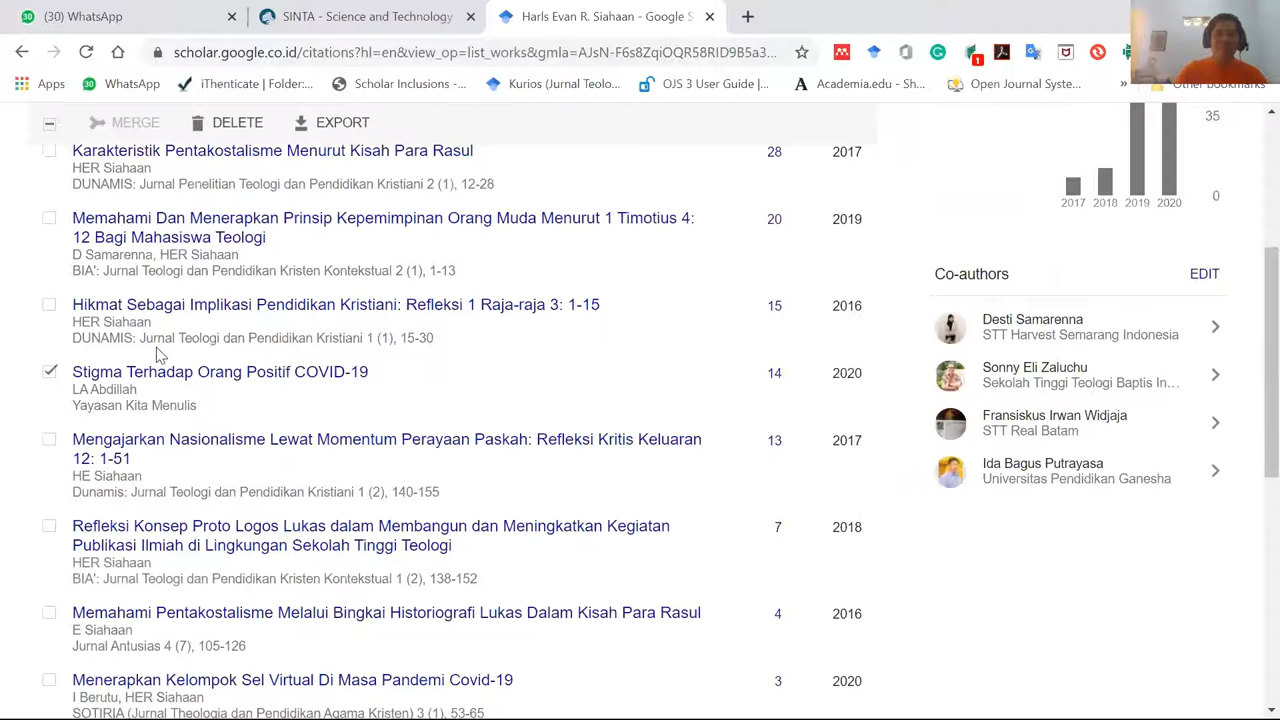 (30) WhatsApp
SINTA - Science and Technology
Harls Evan R. Siahaan - Google S
scholar.google.co.id/citations?hl=en&view_op=list_works&gmla=AJsN-F6s8ZqiOQR58RID9B5a3...
Apps
WhatsApp
iThenticate | Folder:...
Scholar Inclusions -...
Kurios (Jurnal Teolo...
OJS 3 User Guide |...
Academia.edu - Sh...
Open Journal Syste...
»
Other bookmarks
MERGE
DELETE
EXPORT
Karakteristik Pentakostalisme Menurut Kisah Para Rasul 28 2017
HER Siahaan
DUNAMIS: Jurnal Penelitian Teologi dan Pendidikan Kristiani 2 (1), 12-28
Memahami Dan Menerapkan Prinsip Kepemimpinan Orang Muda Menurut 1 Timotius 4: 20 2019
12 Bagi Mahasiswa Teologi
D Samarenna, HER Siahaan
BIA': Jurnal Teologi dan Pendidikan Kristen Kontekstual 2 (1), 1-13
Hikmat Sebagai Implikasi Pendidikan Kristiani: Refleksi 1 Raja-raja 3: 1-15 15 2016
HER Siahaan
DUNAMIS: Jurnal Teologi dan Pendidikan Kristiani 1 (1), 15-30
Stigma Terhadap Orang Positif COVID-19 14 2020
LA Abdillah
Yayasan Kita Menulis
Mengajarkan Nasionalisme Lewat Momentum Perayaan Paskah: Refleksi Kritis Keluaran 13 2017
12: 1-51
HE Siahaan
Dunamis: Jurnal Teologi dan Pendidikan Kristiani 1 (2), 140-155
Refleksi Konsep Proto Logos Lukas dalam Membangun dan Meningkatkan Kegiatan 7 2018
Publikasi Ilmiah di Lingkungan Sekolah Tinggi Teologi
HER Siahaan
BIA': Jurnal Teologi dan Pendidikan Kristen Kontekstual 1 (2), 138-152
Memahami Pentakostalisme Melalui Bingkai Historiografi Lukas Dalam Kisah Para Rasul 4 2016
E Siahaan
Jurnal Antusias 4 (7), 105-126
Menerapkan Kelompok Sel Virtual Di Masa Pandemi Covid-19 3 2020
I Berutu, HER Siahaan
SOTIRIA (Jurnal Theologia dan Pendidikan Agama Kristen) 3 (1), 53-65
35
0
2017 2018 2019 2020
Co-authors EDIT
Desti Samarenna
STT Harvest Semarang Indonesia
Sonny Eli Zaluchu
Sekolah Tinggi Teologi Baptis In...
Fransiskus Irwan Widjaja
STT Real Batam
Ida Bagus Putrayasa
Universitas Pendidikan Ganesha